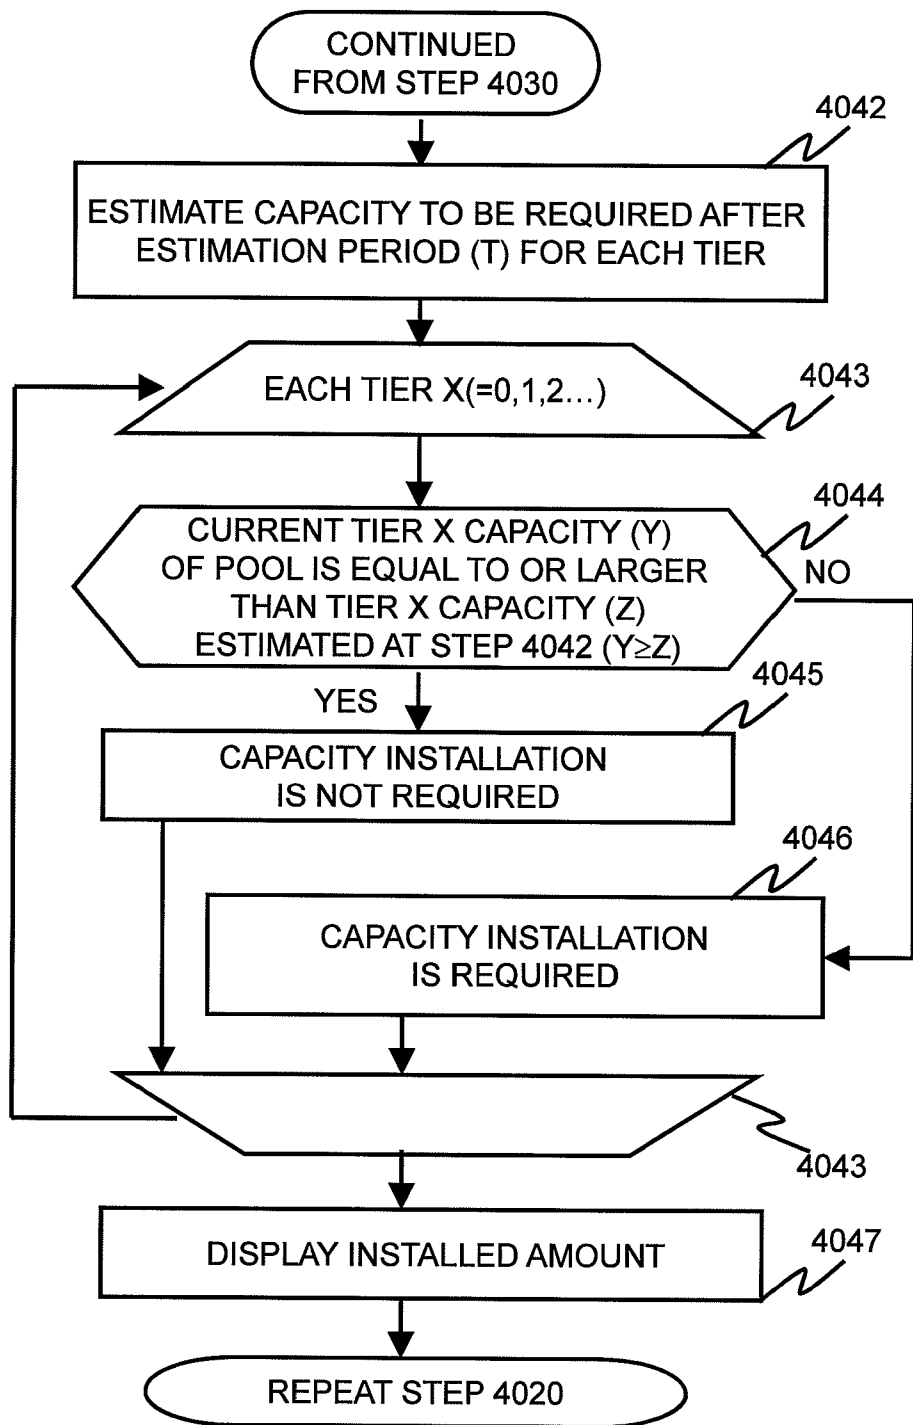 CONTINUED
FROM STEP 4030
4042
ESTIMATE CAPACITY TO BE REQUIRED AFTER
ESTIMATION PERIOD (T) FOR EACH TIER
EACH TIER X(=0,1,2...)
4043
4044
CURRENT TIER X CAPACITY (Y)
OF POOL IS EQUAL TO OR LARGER
THAN TIER X CAPACITY (Z)
ESTIMATED AT STEP 4042 (Y≥Z)
NO
YES
4045
CAPACITY INSTALLATION
IS NOT REQUIRED
4046
CAPACITY INSTALLATION
IS REQUIRED
4043
DISPLAY INSTALLED AMOUNT
4047
REPEAT STEP 4020